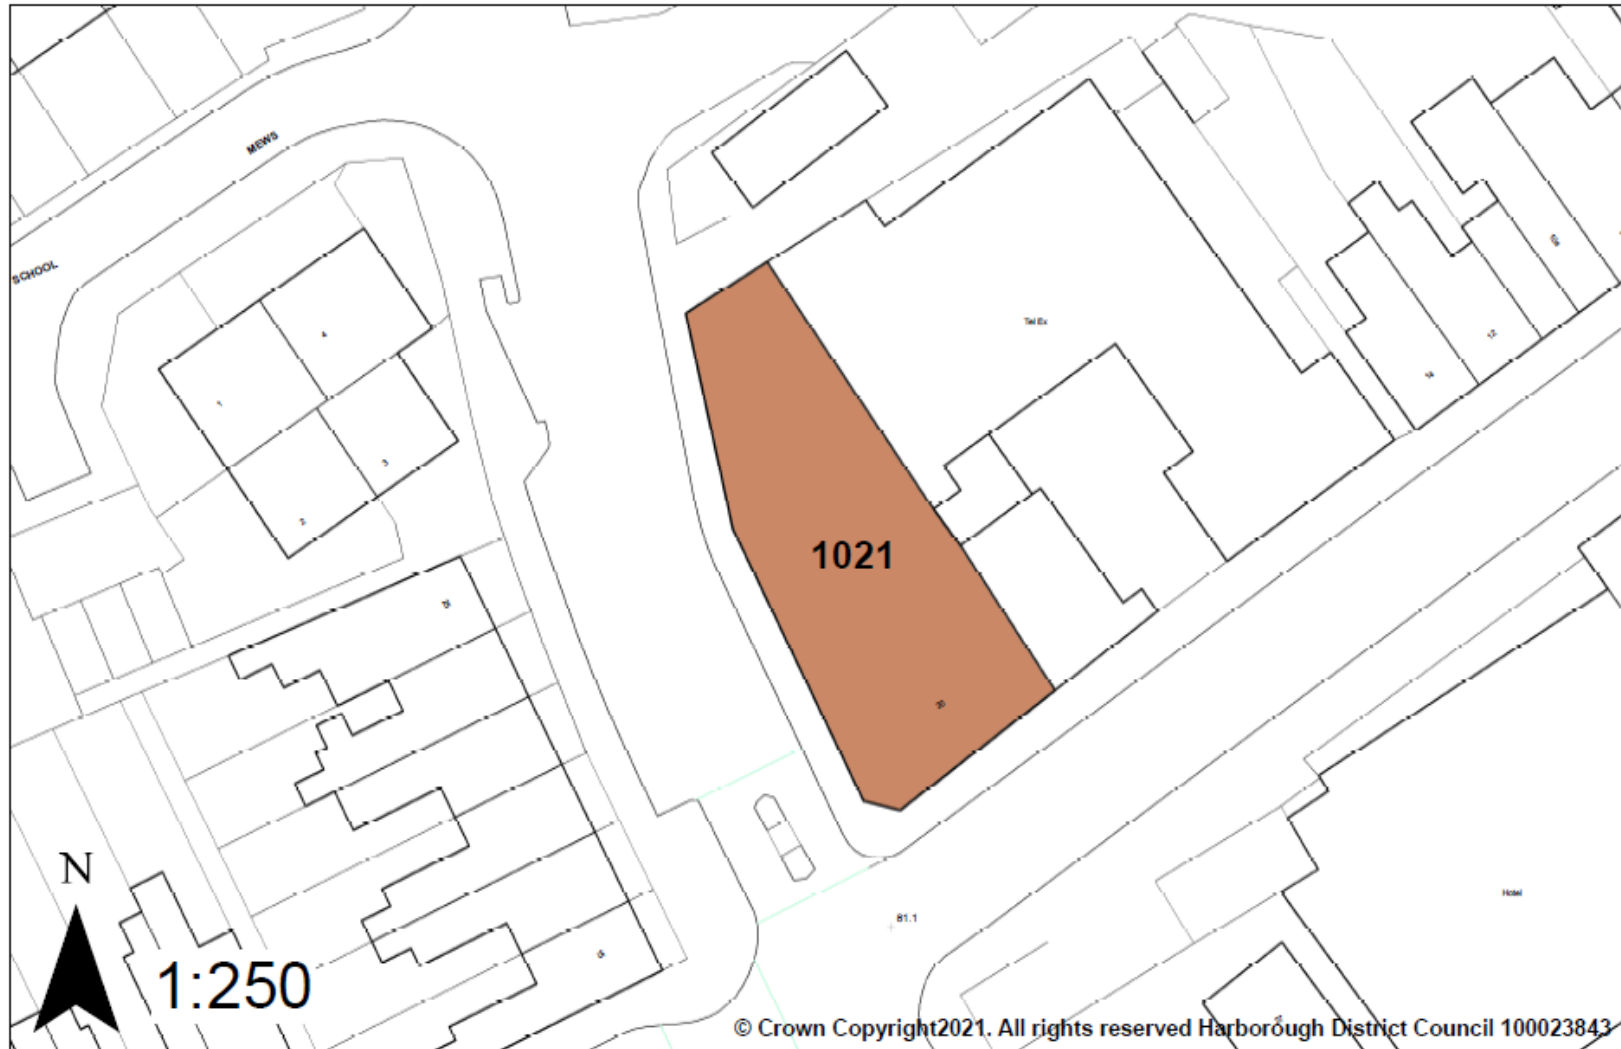 MEWS
SCHOOL
4
1
3
2
Tel Ex
14
12
1021
20
Hotel
81.1
N
1:250
© Crown Copyright2021. All rights reserved Harborough District Council 100023843